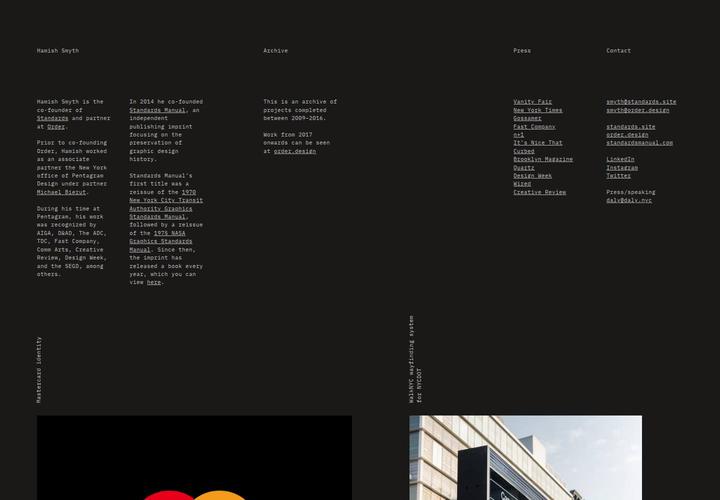 Hamish Smyth
Archive
Press
Contact
Hamish Smyth is the
co-founder of
Standards and partner
at Order.
Prior to co-founding
Order, Hamish worked
as an associate
partner the New York
office of Pentagram
Design under partner
Michael Bierut.
During his time at
Pentagram, his work
was recognized by
AIGA, D&AD, The ADC,
TDC, Fast Company,
Comm Arts, Creative
Review, Design Week,
and the SEGD, among
others.
In 2014 he co-founded
Standards Manual, an
independent
publishing imprint
focusing on the
preservation of
graphic design
history.
Standards Manual's
first title was a
reissue of the 1970
New York City Transit
Authority Graphics
Standards Manual,
followed by a reissue
of the 1975 NASA
Graphics Standards
Manual. Since then,
the imprint has
released a book every
year, which you can
view here.
This is an archive of
projects completed
between 2009–2016.
Work from 2017
onwards can be seen
at order.design
Vanity Fair
New York Times
Gossamer
Fast Company
n+1
It's Nice That
Curbed
Brooklyn Magazine
Quartz
Design Week
Wired
Creative Review
smyth@standards.site
smyth@order.design
standards.site
order.design
standardsmanual.com
LinkedIn
Instagram
Twitter
Press/speaking
daly@daly.nyc
Mastercard identity
WalkNYC wayfinding system
for NYCDOT